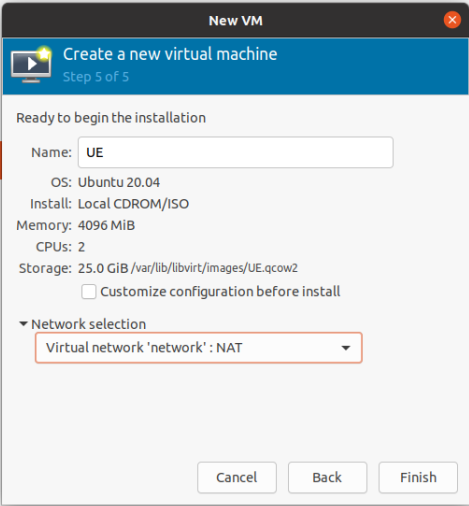 New VM
Create a new virtual machine
Step 5 of 5
Ready to begin the installation
Name: UE
OS: Ubuntu 20.04
Install: Local CDROM/ISO
Memory: 4096 MiB
CPUs: 2
Storage: 25.0 GiB /var/lib/libvirt/images/UE.qcow2
Customize configuration before install
Network selection
Virtual network 'network' : NAT
Cancel Back Finish